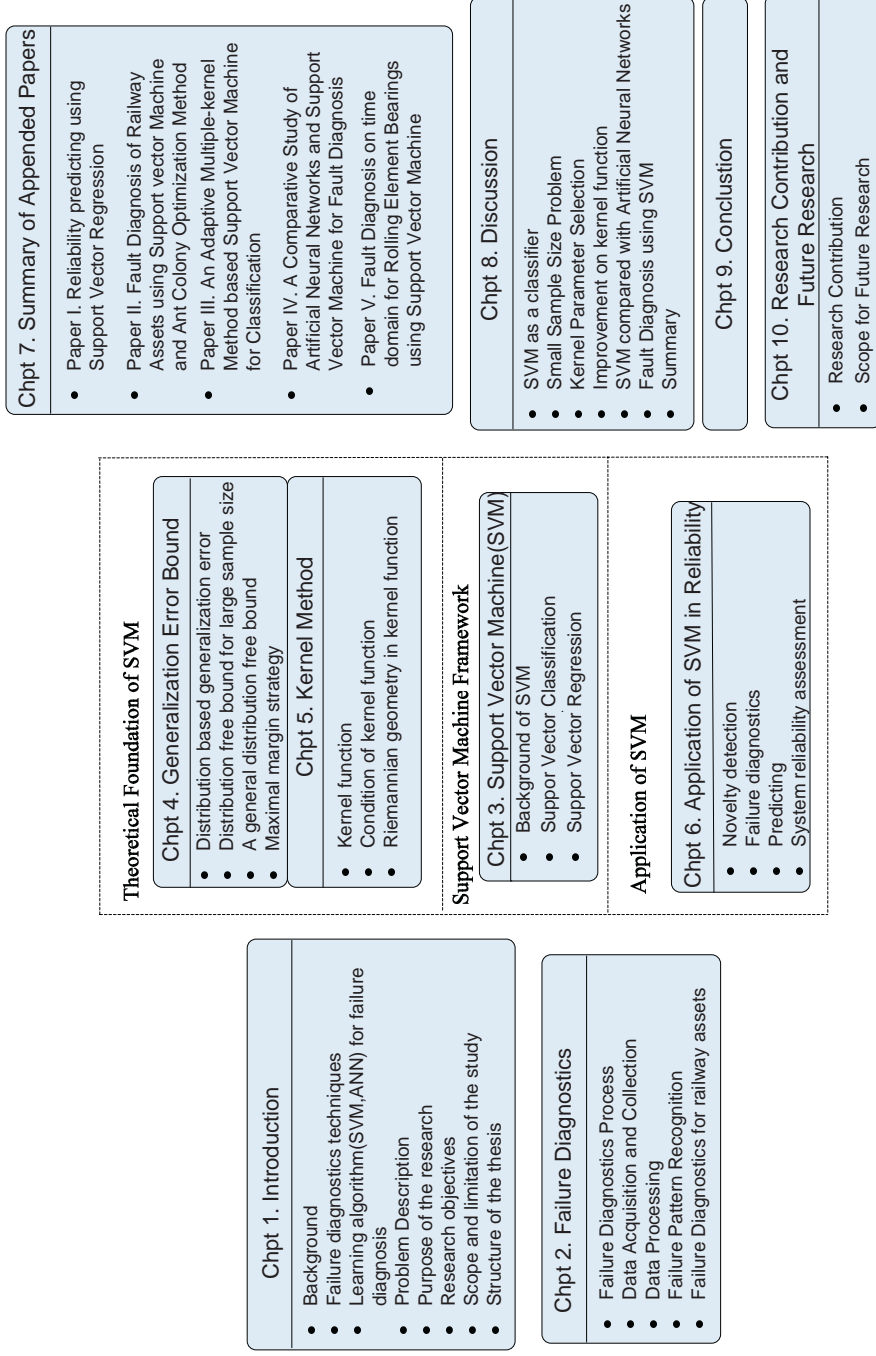 Chpt 1. Introduction
Background
Failure diagnostics techniques
Learning algorithm(SVM,ANN) for failure
diagnosis
Problem Description
Purpose of the research
Research objectives
Scope and limitation of the study
Structure of the thesis
Chpt 2. Failure Diagnostics
Failure Diagnostics Process
Data Acquisition and Collection
Data Processing
Failure Pattern Recognition
Failure Diagnostics for railway assets
Theoretical Foundation of SVM
Chpt 4. Generalization Error Bound
Distribution based generalization error
Distribution free bound for large sample size
A general distribution free bound
Maximal margin strategy
Chpt 5. Kernel Method
Kernel function
Condition of kernel function
Riemannian geometry in kernel function
Support Vector Machine Framework
Chpt 3. Support Vector Machine(SVM)
Background of SVM
Suppor Vector Classification
Suppor Vector Regression
Application of SVM
Chpt 6. Application of SVM in Reliability
Novelty detection
Failure diagnostics
Predicting
System reliability assessment
Chpt 7. Summary of Appended Papers
Paper I. Reliability predicting using
Support Vector Regression
Paper II. Fault Diagnosis of Railway
Assets using Support vector Machine
and Ant Colony Optimization Method
Paper III. An Adaptive Multiple-kernel
Method based Support Vector Machine
for Classification
Paper IV. A Comparative Study of
Artificial Neural Networks and Support
Vector Machine for Fault Diagnosis
Paper V. Fault Diagnosis on time
domain for Rolling Element Bearings
using Support Vector Machine
Chpt 8. Discussion
SVM as a classifier
Small Sample Size Problem
Kernel Parameter Selection
Improvement on kernel function
SVM compared with Artificial Neural Networks
Fault Diagnosis using SVM
Summary
Chpt 9. Conclustion
Chpt 10. Research Contribution and
Future Research
Research Contribution
Scope for Future Research